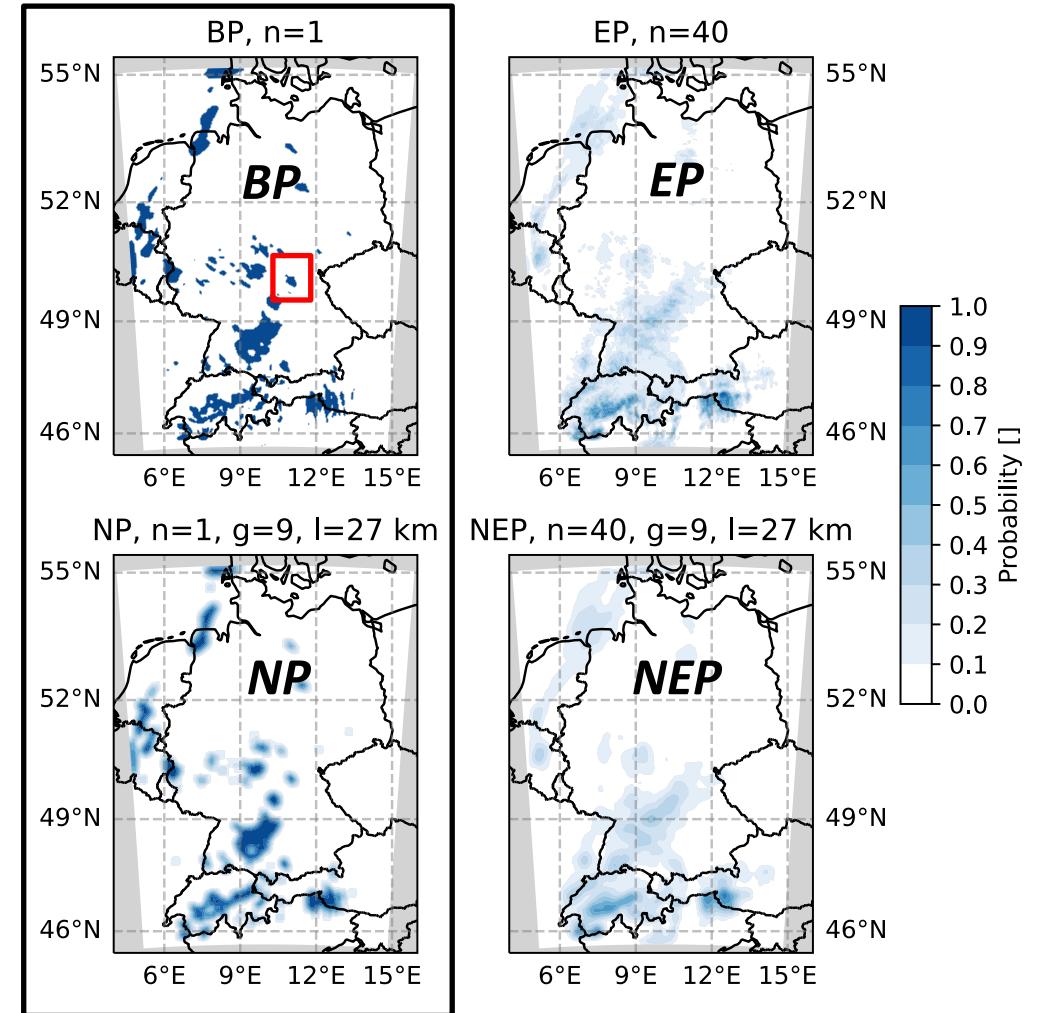 BP, n=1
EP, n=40
55°N
52°N
49°N
46°N
BP
6°E 9°E 12°E 15°E
EP
55°N
52°N
49°N
46°N
6°E 9°E 12°E 15°E
NP, n=1, g=9, l=27 km
NEP, n=40, g=9, l=27 km
55°N
52°N
49°N
46°N
NP
6°E 9°E 12°E 15°E
NEP
55°N
52°N
49°N
46°N
6°E 9°E 12°E 15°E
1.0
0.9
0.8
0.7
0.6
0.5
0.4
0.3
0.2
0.1
0.0
Probability []